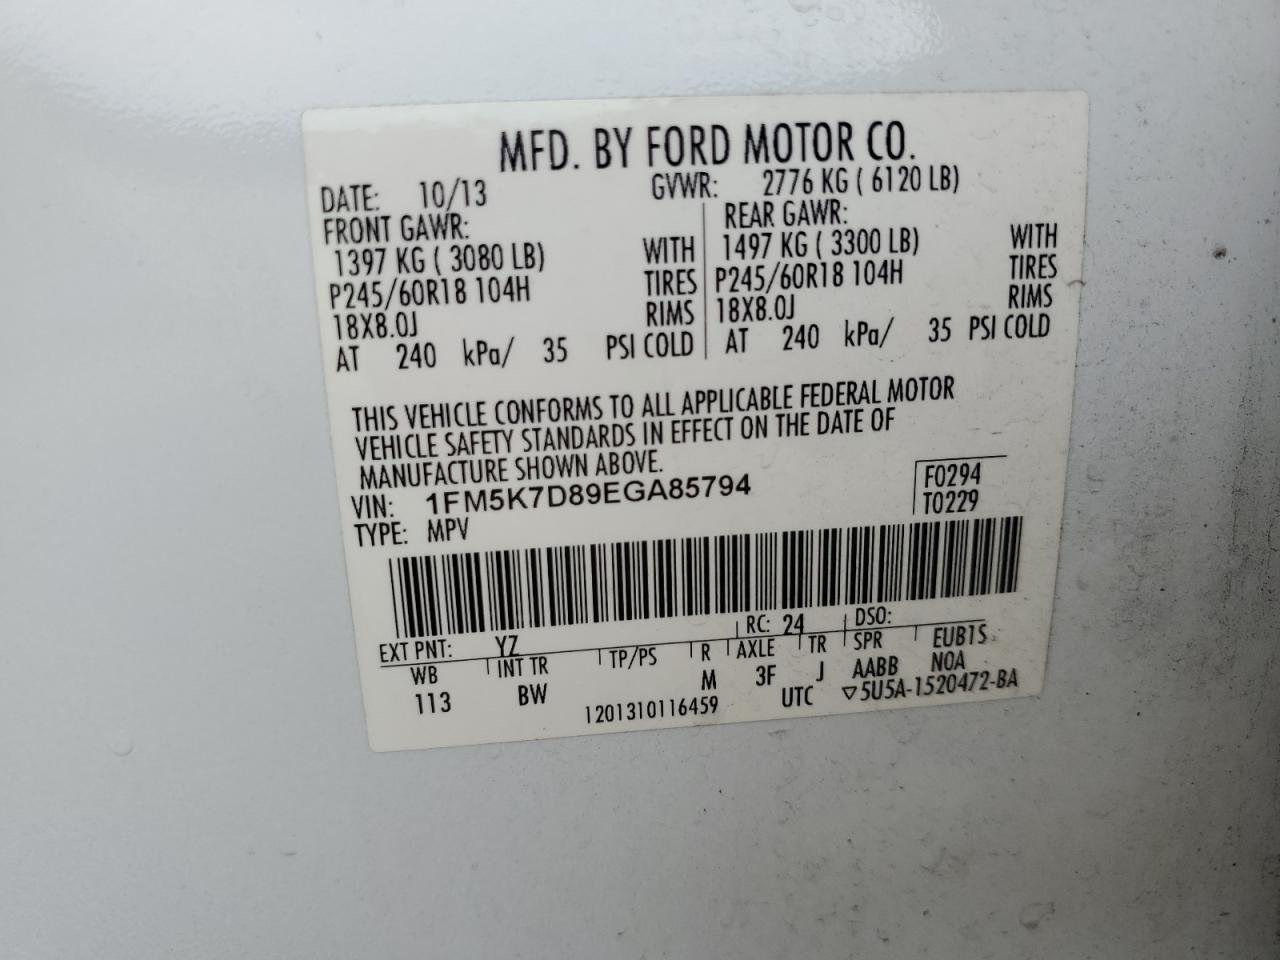 MFD. BY FORD MOTOR CO.
DATE: 10/13 GVWR: 2776 KG ( 6120 LB)
FRONT GAWR: REAR GAWR:
1397 KG ( 3080 LB) WITH 1497 KG ( 3300 LB) WITH
P245/60R18 104H TIRES P245/60R18 104H TIRES
18X8.0J RIMS 18X8.0J RIMS
AT 240 kPa/ 35 PSI COLD AT 240 kPa/ 35 PSI COLD
THIS VEHICLE CONFORMS TO ALL APPLICABLE FEDERAL MOTOR
VEHICLE SAFETY STANDARDS IN EFFECT ON THE DATE OF
MANUFACTURE SHOWN ABOVE.
VIN: 1FM5K7D89EGA85794 F0294
TYPE: MPV T0229
EXT PNT: YZ RC: 24 DSO:
WB INT TR TP/PS R AXLE TR SPR EUB1S
113 BW M 3F J AABB NOA
1201310116459 UTC ▽5U5A-1520472-BA